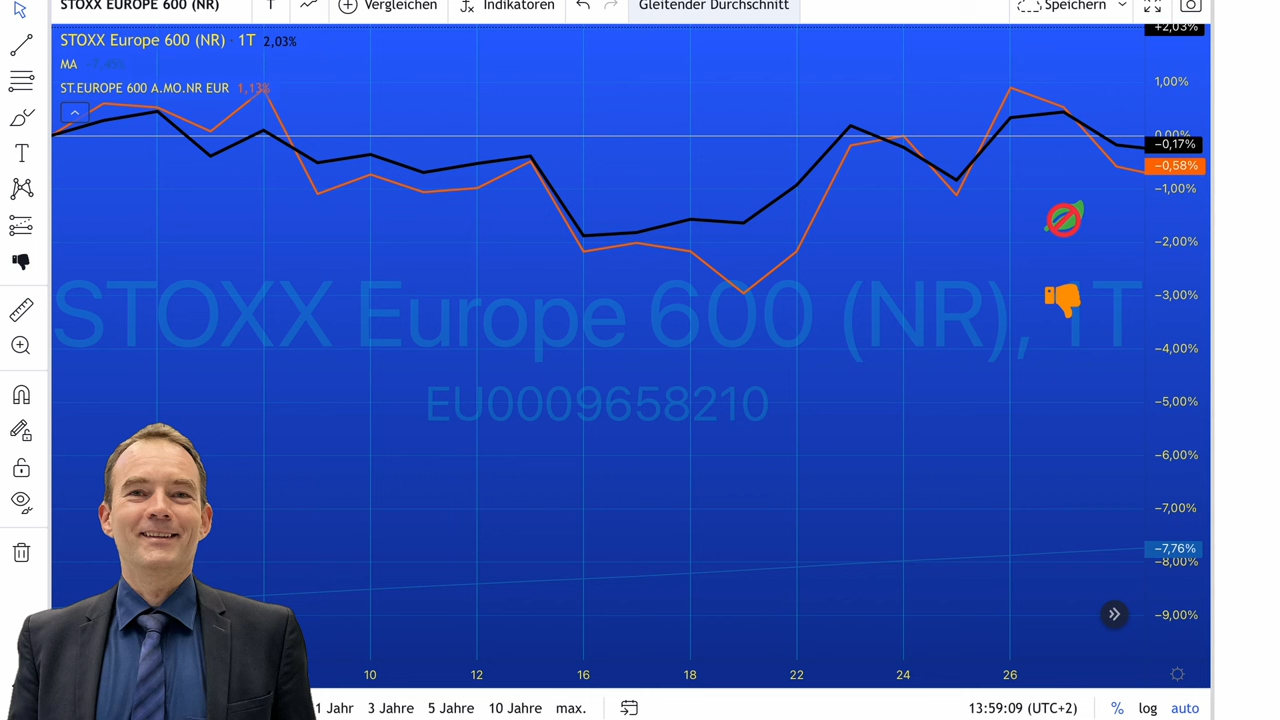 STOXX EUROPE 600 (NR) T Vergleichen Indikatoren Gleitender Durchschnitt Speichern
STOXX Europe 600 (NR) · 1T 2,03%
MA −7,45%
ST.EUROPE 600 A.MO.NR EUR 1,13%
+2,03%
1,00%
0,00%
−0,17%
−0,58%
−1,00%
−2,00%
−3,00%
−4,00%
−5,00%
−6,00%
−7,00%
−7,76%
−8,00%
−9,00%
STOXX Europe 600 (NR), 1T
EU0009658210
10 12 16 18 22 24 26
1 Jahr 3 Jahre 5 Jahre 10 Jahre max. 13:59:09 (UTC+2) % log auto